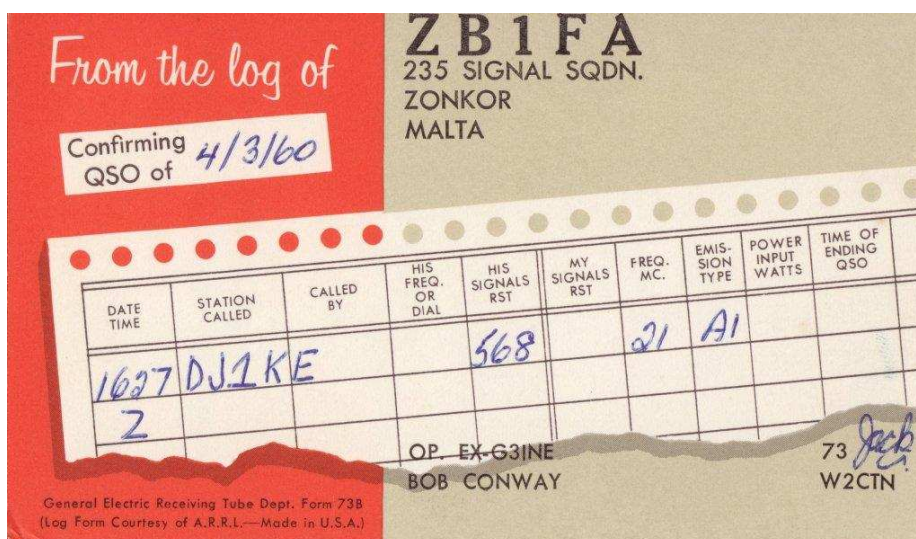 From the log of
Confirming
QSO of 4/3/60
ZB1FA
235 SIGNAL SQDN.
ZONKOR
MALTA
DATE TIME STATION CALLED CALLED BY HIS FREQ. OR DIAL HIS SIGNALS RST MY SIGNALS RST FREQ. MC. EMIS- SION TYPE POWER INPUT WATTS TIME OF ENDING QSO
1627 DJ1KE 568 21 A1
Z
OP. EX-G3INE
BOB CONWAY
73 Jack
W2CTN
General Electric Receiving Tube Dept. Form 73B
(Log Form Courtesy of A.R.R.L.—Made in U.S.A.)